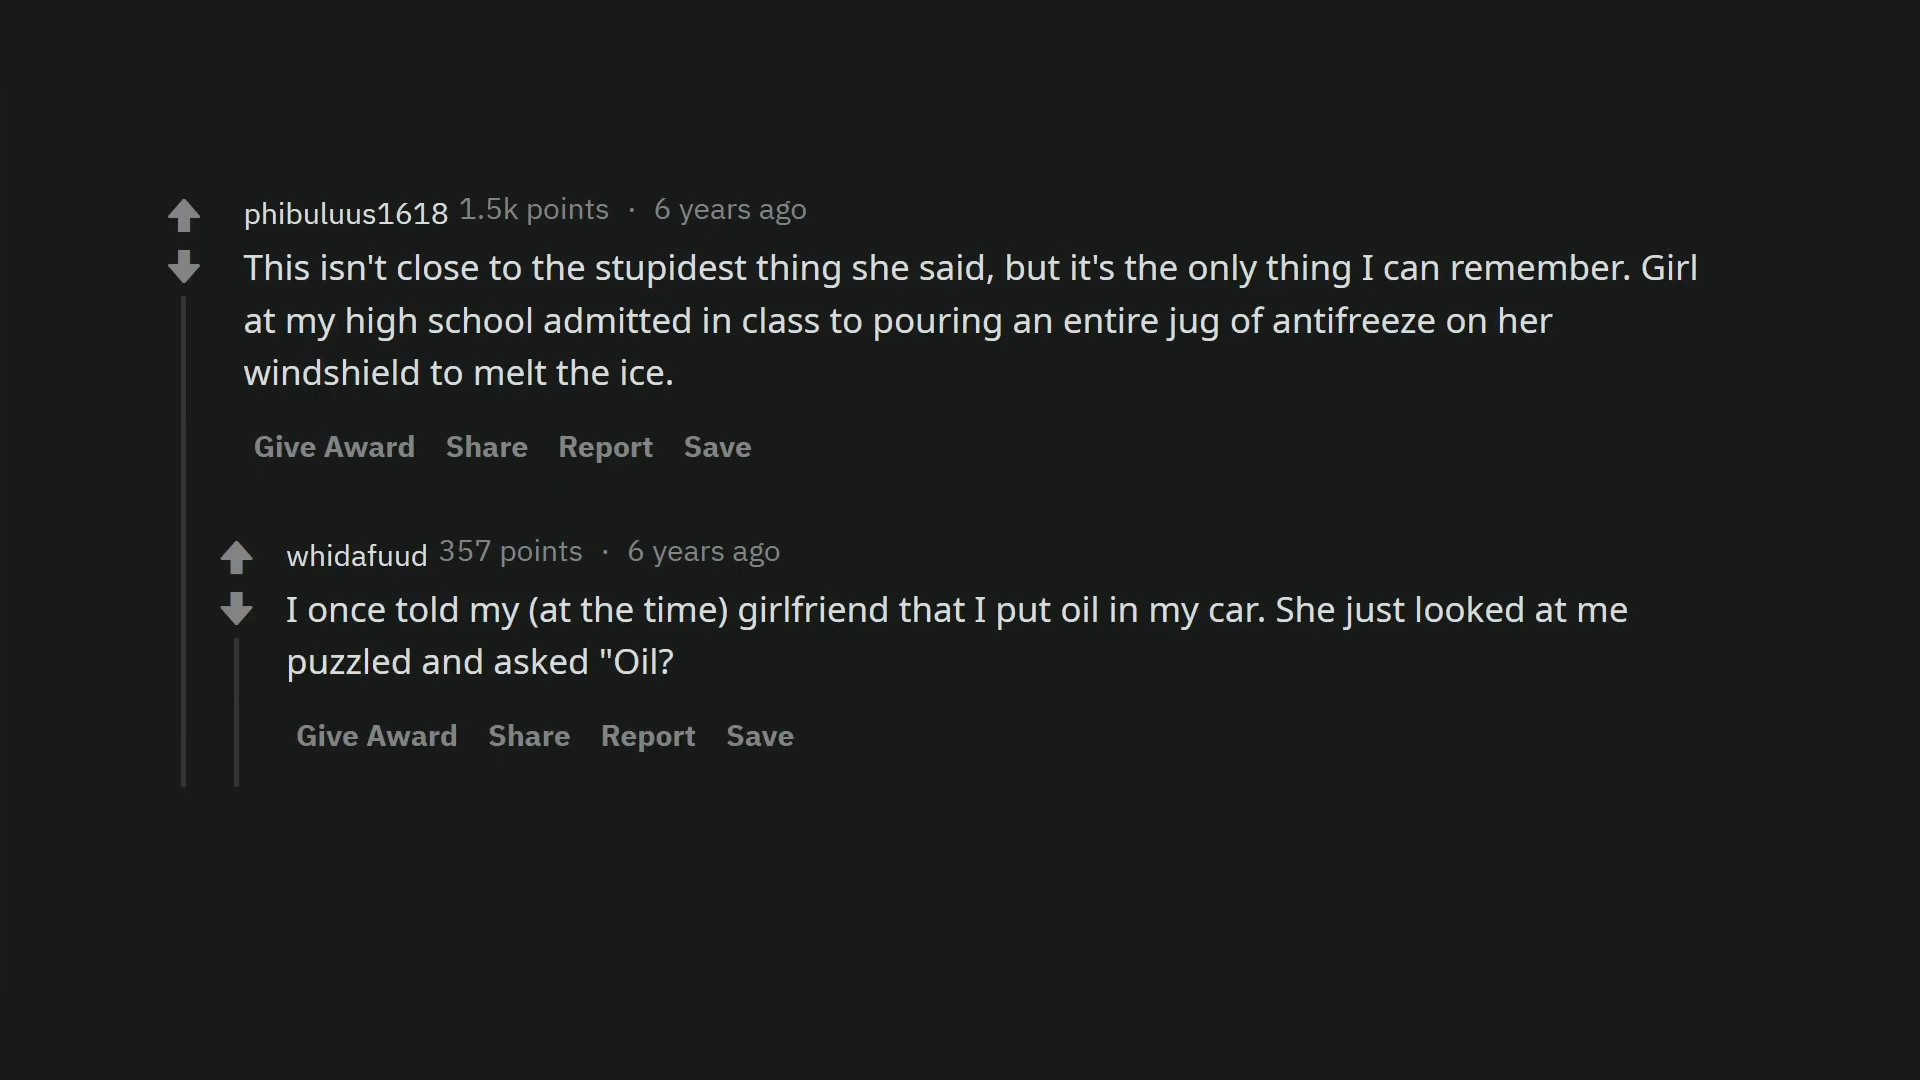 phibuluus1618 1.5k points · 6 years ago
This isn't close to the stupidest thing she said, but it's the only thing I can remember. Girl
at my high school admitted in class to pouring an entire jug of antifreeze on her
windshield to melt the ice.
Give Award Share Report Save
whidafuud 357 points · 6 years ago
I once told my (at the time) girlfriend that I put oil in my car. She just looked at me
puzzled and asked "Oil?
Give Award Share Report Save